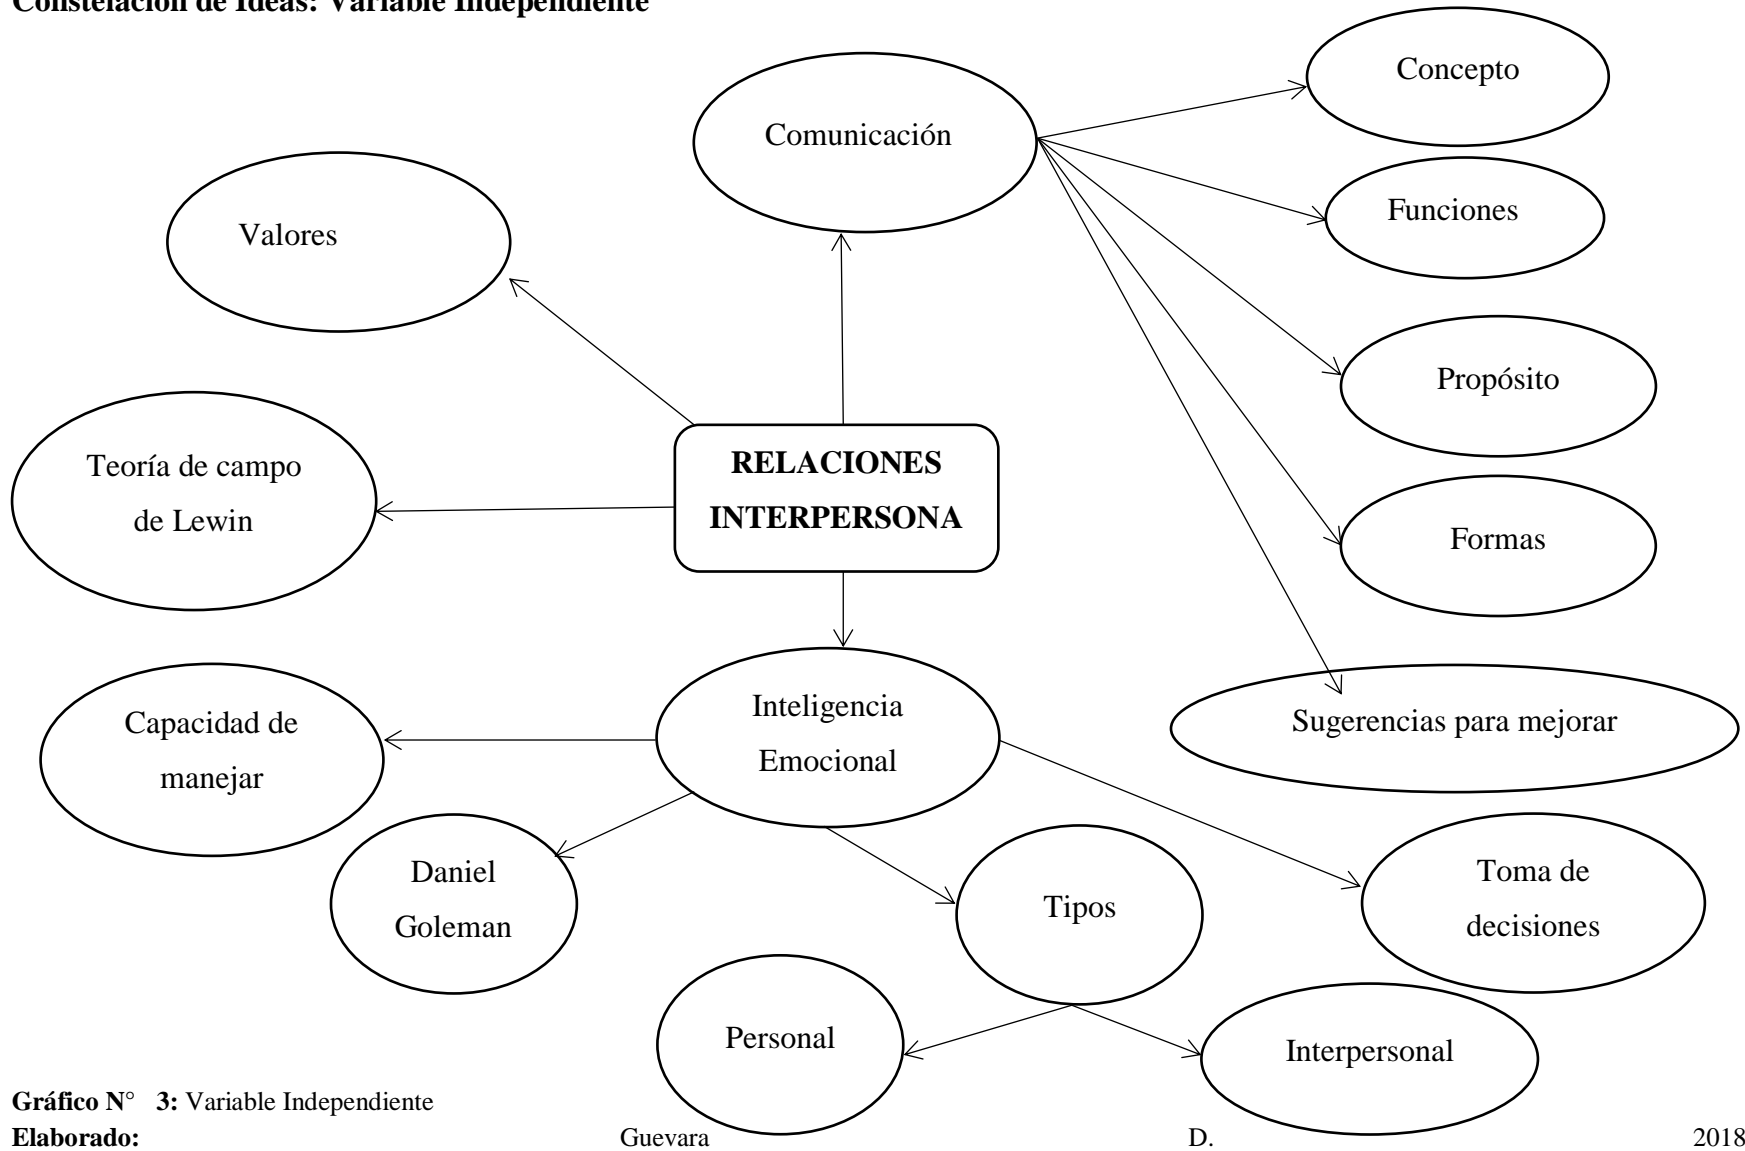 Constelación de Ideas: Variable Independiente
Concepto
Comunicación
Funciones
Valores
Propósito
RELACIONES
INTERPERSONA
Teoría de campo
de Lewin
Formas
Inteligencia
Emocional
Sugerencias para mejorar
Capacidad de
manejar
Daniel
Goleman
Tipos
Toma de
decisiones
Personal
Interpersonal
Gráfico N° 3: Variable Independiente
Elaborado: Guevara D. 2018